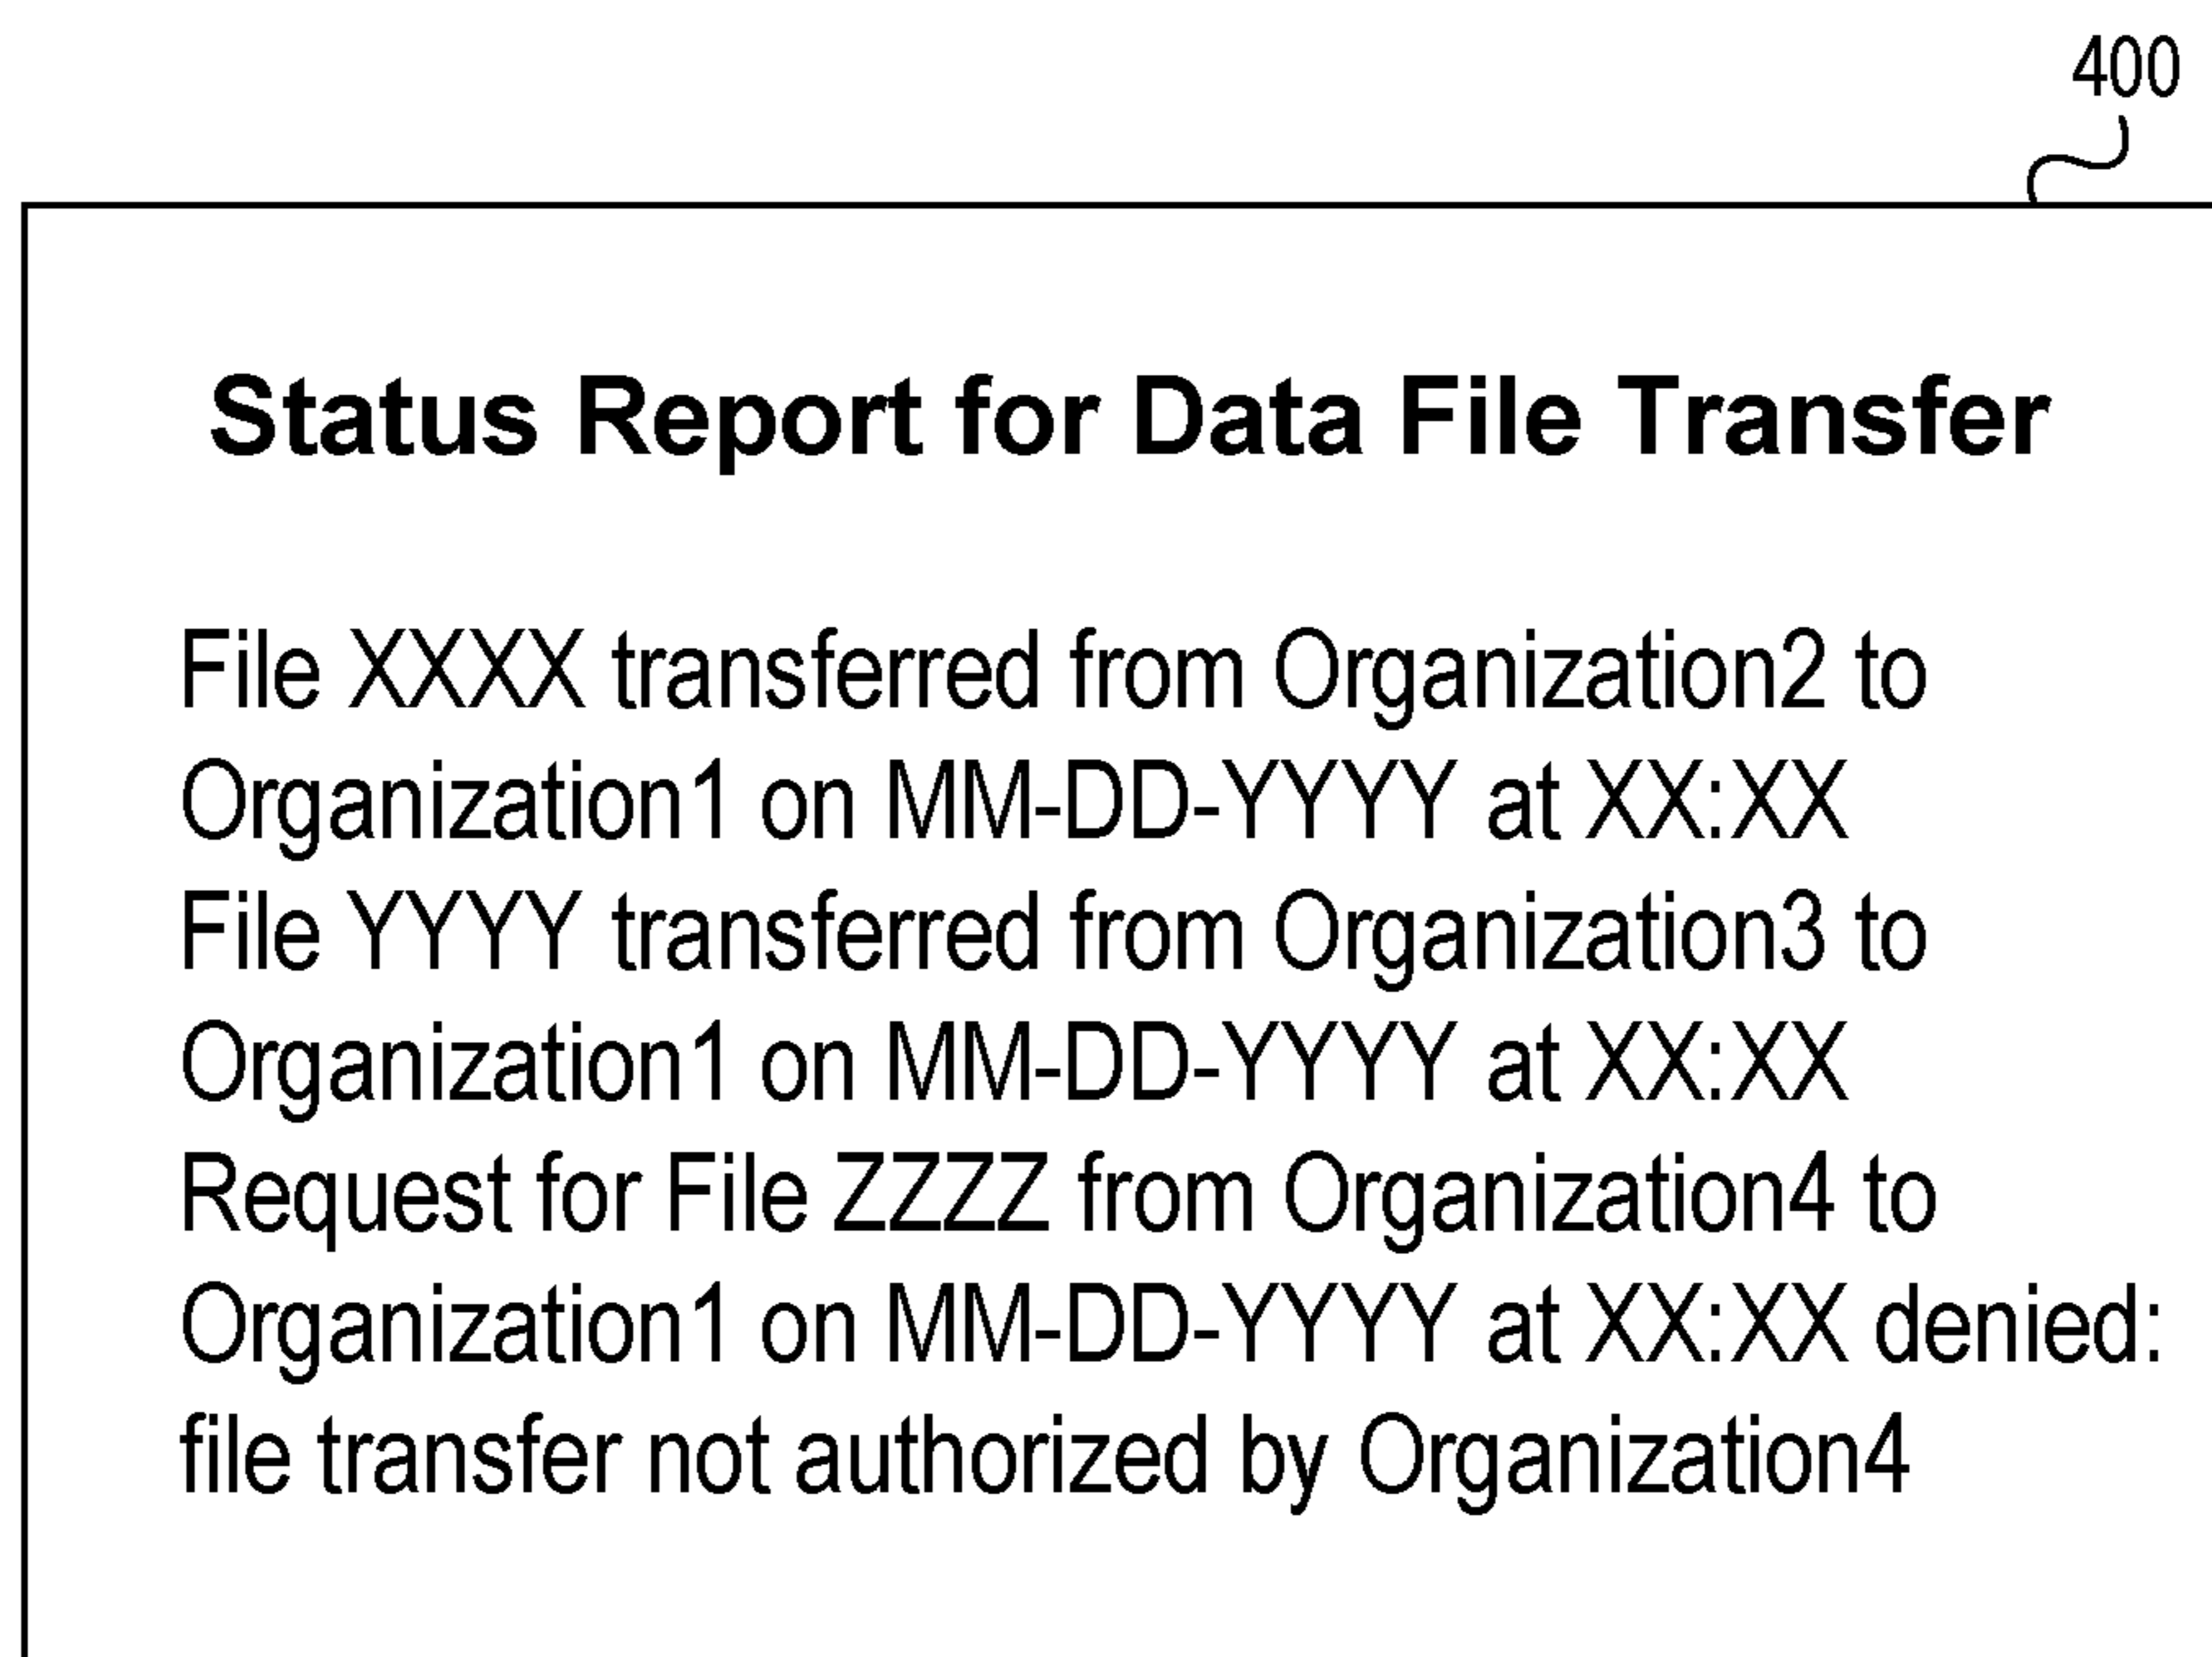 400
Status Report for Data File Transfer
File XXXX transferred from Organization2 to
Organization1 on MM-DD-YYYY at XX:XX
File YYYY transferred from Organization3 to
Organization1 on MM-DD-YYYY at XX:XX
Request for File ZZZZ from Organization4 to
Organization1 on MM-DD-YYYY at XX:XX denied:
file transfer not authorized by Organization4